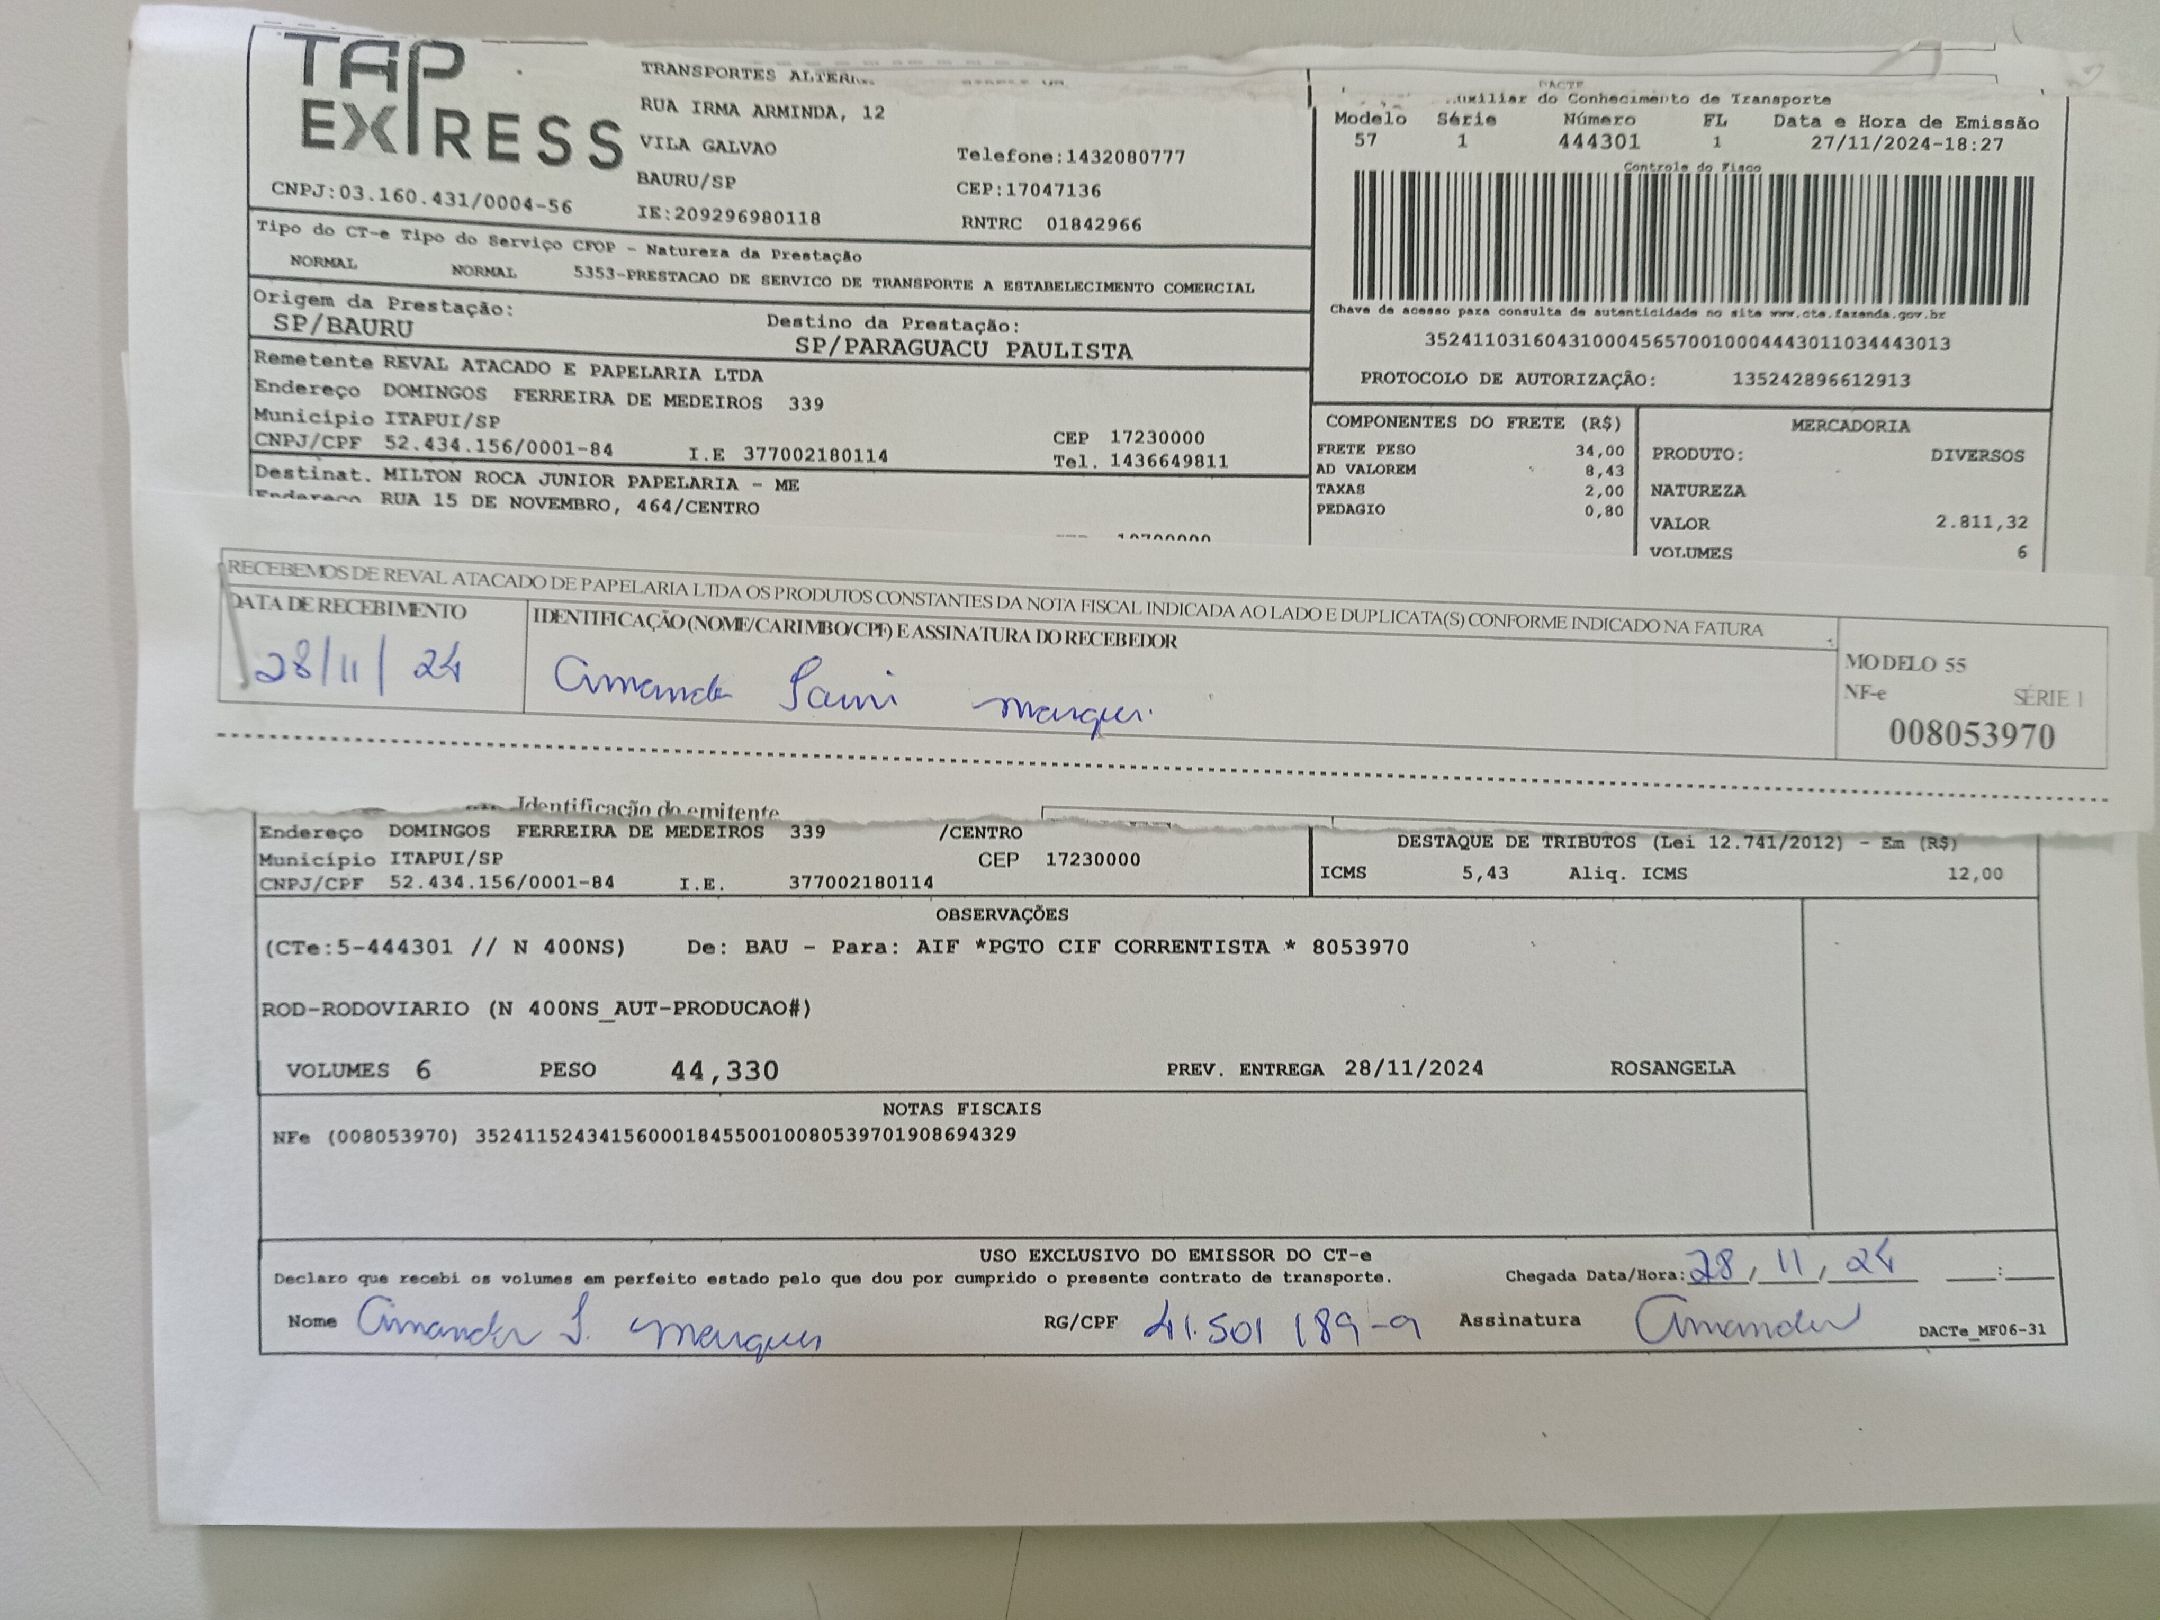 TAP
EXPRESS
CNPJ:03.160.431/0004-56
TRANSPORTES
RUA IRMA ARMINDA, 12
VILA GALVAO
BAURU/SP
IE:209296980118
Telefone:1432080777
CEP:17047136
RNTRC 01842966
DACTE
do Conhecimento de Transporte
Modelo Série Número FL Data e Hora de Emissão
57 1 444301 1 27/11/2024-18:27
Controle do Fisco
Chave de acesso para consulta de autenticidade no site www.cte.fazenda.gov.br
35241103160431000456570010004443011034443013
PROTOCOLO DE AUTORIZAÇÃO: 135242896612913
Tipo do CT-e Tipo do Serviço CFOP - Natureza da Prestação
NORMAL NORMAL 5353-PRESTACAO DE SERVICO DE TRANSPORTE A ESTABELECIMENTO COMERCIAL
Origem da Prestação: Destino da Prestação:
SP/BAURU SP/PARAGUACU PAULISTA
Remetente REVAL ATACADO E PAPELARIA LTDA
Endereço DOMINGOS FERREIRA DE MEDEIROS 339
Município ITAPUI/SP CEP 17230000
CNPJ/CPF 52.434.156/0001-84 I.E 377002180114 Tel. 1436649811
Destinat. MILTON ROCA JUNIOR PAPELARIA - ME
Endereço RUA 15 DE NOVEMBRO, 464/CENTRO
COMPONENTES DO FRETE (R$)
FRETE PESO 34,00
AD VALOREM 8,43
TAXAS 2,00
PEDAGIO 0,80
MERCADORIA
PRODUTO: DIVERSOS
NATUREZA
VALOR 2.811,32
VOLUMES 6
RECEBEMOS DE REVAL ATACADO DE PAPELARIA LTDA OS PRODUTOS CONSTANTES DA NOTA FISCAL INDICADA AO LADO E DUPLICATA(S) CONFORME INDICADO NA FATURA
DATA DE RECEBIMENTO IDENTIFICAÇÃO (NOME/CARIMBO/CPF) E ASSINATURA DO RECEBEDOR
28/11/24 Amanda Marques
MODELO 55
NF-e SÉRIE 1
008053970
Identificação do emitente
Endereço DOMINGOS FERREIRA DE MEDEIROS 339 /CENTRO
Município ITAPUI/SP CEP 17230000
CNPJ/CPF 52.434.156/0001-84 I.E. 377002180114
DESTAQUE DE TRIBUTOS (Lei 12.741/2012) - Em (R$)
ICMS 5,43 Aliq. ICMS 12,00
OBSERVAÇÕES
(CTe:5-444301 // N 400NS) De: BAU - Para: AIF *PGTO CIF CORRENTISTA * 8053970
ROD-RODOVIARIO (N 400NS_AUT-PRODUCAO#)
VOLUMES 6 PESO 44,330 PREV. ENTREGA 28/11/2024 ROSANGELA
NOTAS FISCAIS
NFe (008053970) 35241152434156000184550010080539701908694329
USO EXCLUSIVO DO EMISSOR DO CT-e
Declaro que recebi os volumes em perfeito estado pelo que dou por cumprido o presente contrato de transporte. Chegada Data/Hora: 28/11/24 __:__
Nome Amanda S. Marques RG/CPF 41.501 189-9 Assinatura Amanda DACTe_MF06-31